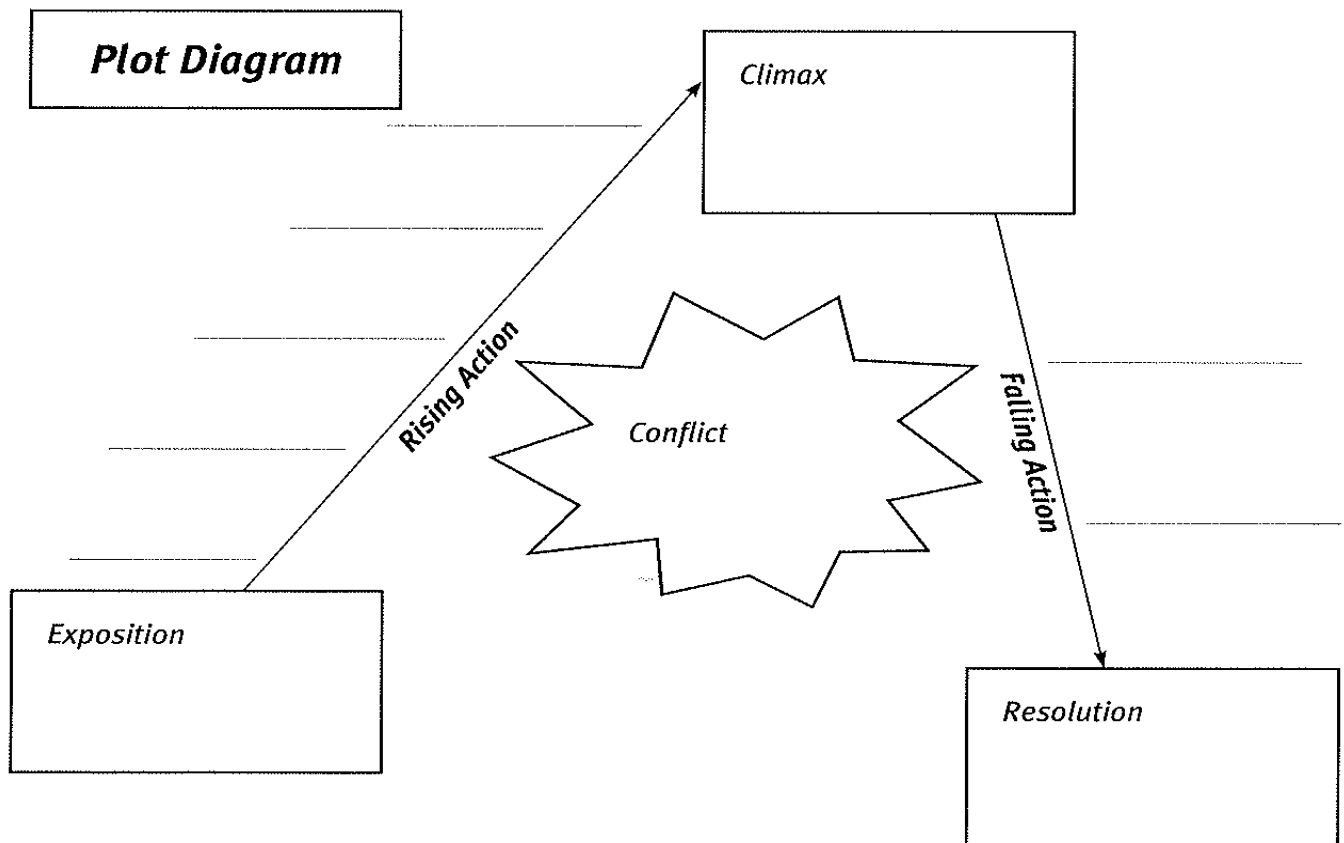 Plot Diagram
Climax
Rising Action
Conflict
Falling Action
Exposition
Resolution